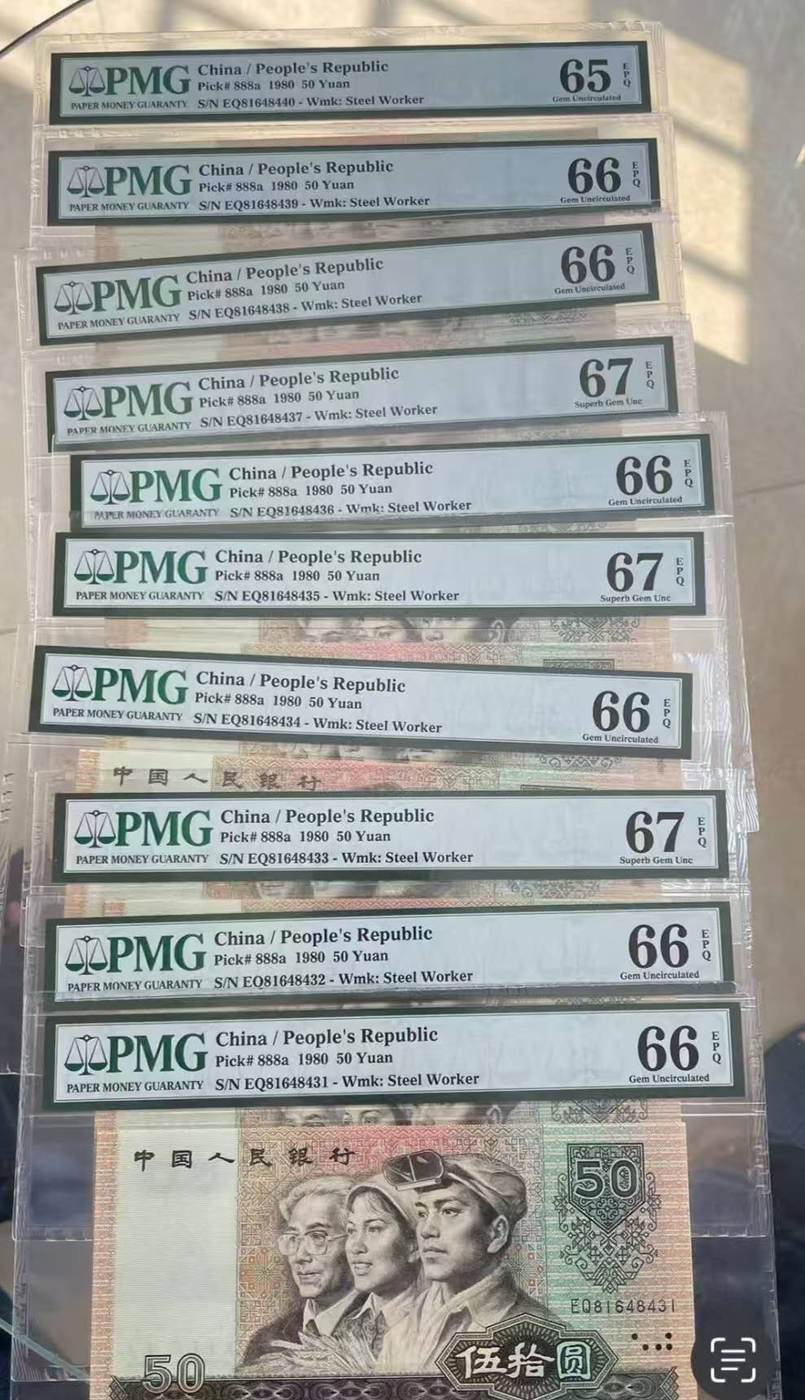 PMG China / People's Republic 65 EPQ
Pick# 888a 1980 50 Yuan
PAPER MONEY GUARANTY S/N EQ81648440 - Wmk: Steel Worker Gem Uncirculated
PMG China / People's Republic 66 EPQ
Pick# 888a 1980 50 Yuan
PAPER MONEY GUARANTY S/N EQ81648439 - Wmk: Steel Worker Gem Uncirculated
PMG China / People's Republic 66 EPQ
Pick# 888a 1980 50 Yuan
PAPER MONEY GUARANTY S/N EQ81648438 - Wmk: Steel Worker Gem Uncirculated
PMG China / People's Republic 67 EPQ
Pick# 888a 1980 50 Yuan
PAPER MONEY GUARANTY S/N EQ81648437 - Wmk: Steel Worker Superb Gem Unc
PMG China / People's Republic 66 EPQ
Pick# 888a 1980 50 Yuan
PAPER MONEY GUARANTY S/N EQ81648436 - Wmk: Steel Worker Gem Uncirculated
PMG China / People's Republic 67 EPQ
Pick# 888a 1980 50 Yuan
PAPER MONEY GUARANTY S/N EQ81648435 - Wmk: Steel Worker Superb Gem Unc
PMG China / People's Republic 66 EPQ
Pick# 888a 1980 50 Yuan
PAPER MONEY GUARANTY S/N EQ81648434 - Wmk: Steel Worker Gem Uncirculated
中国人民银行
PMG China / People's Republic 67 EPQ
Pick# 888a 1980 50 Yuan
PAPER MONEY GUARANTY S/N EQ81648433 - Wmk: Steel Worker Superb Gem Unc
PMG China / People's Republic 66 EPQ
Pick# 888a 1980 50 Yuan
PAPER MONEY GUARANTY S/N EQ81648432 - Wmk: Steel Worker Gem Uncirculated
PMG China / People's Republic 66 EPQ
Pick# 888a 1980 50 Yuan
PAPER MONEY GUARANTY S/N EQ81648431 - Wmk: Steel Worker Gem Uncirculated
中国人民银行
50
EQ81648431
50 伍拾圆